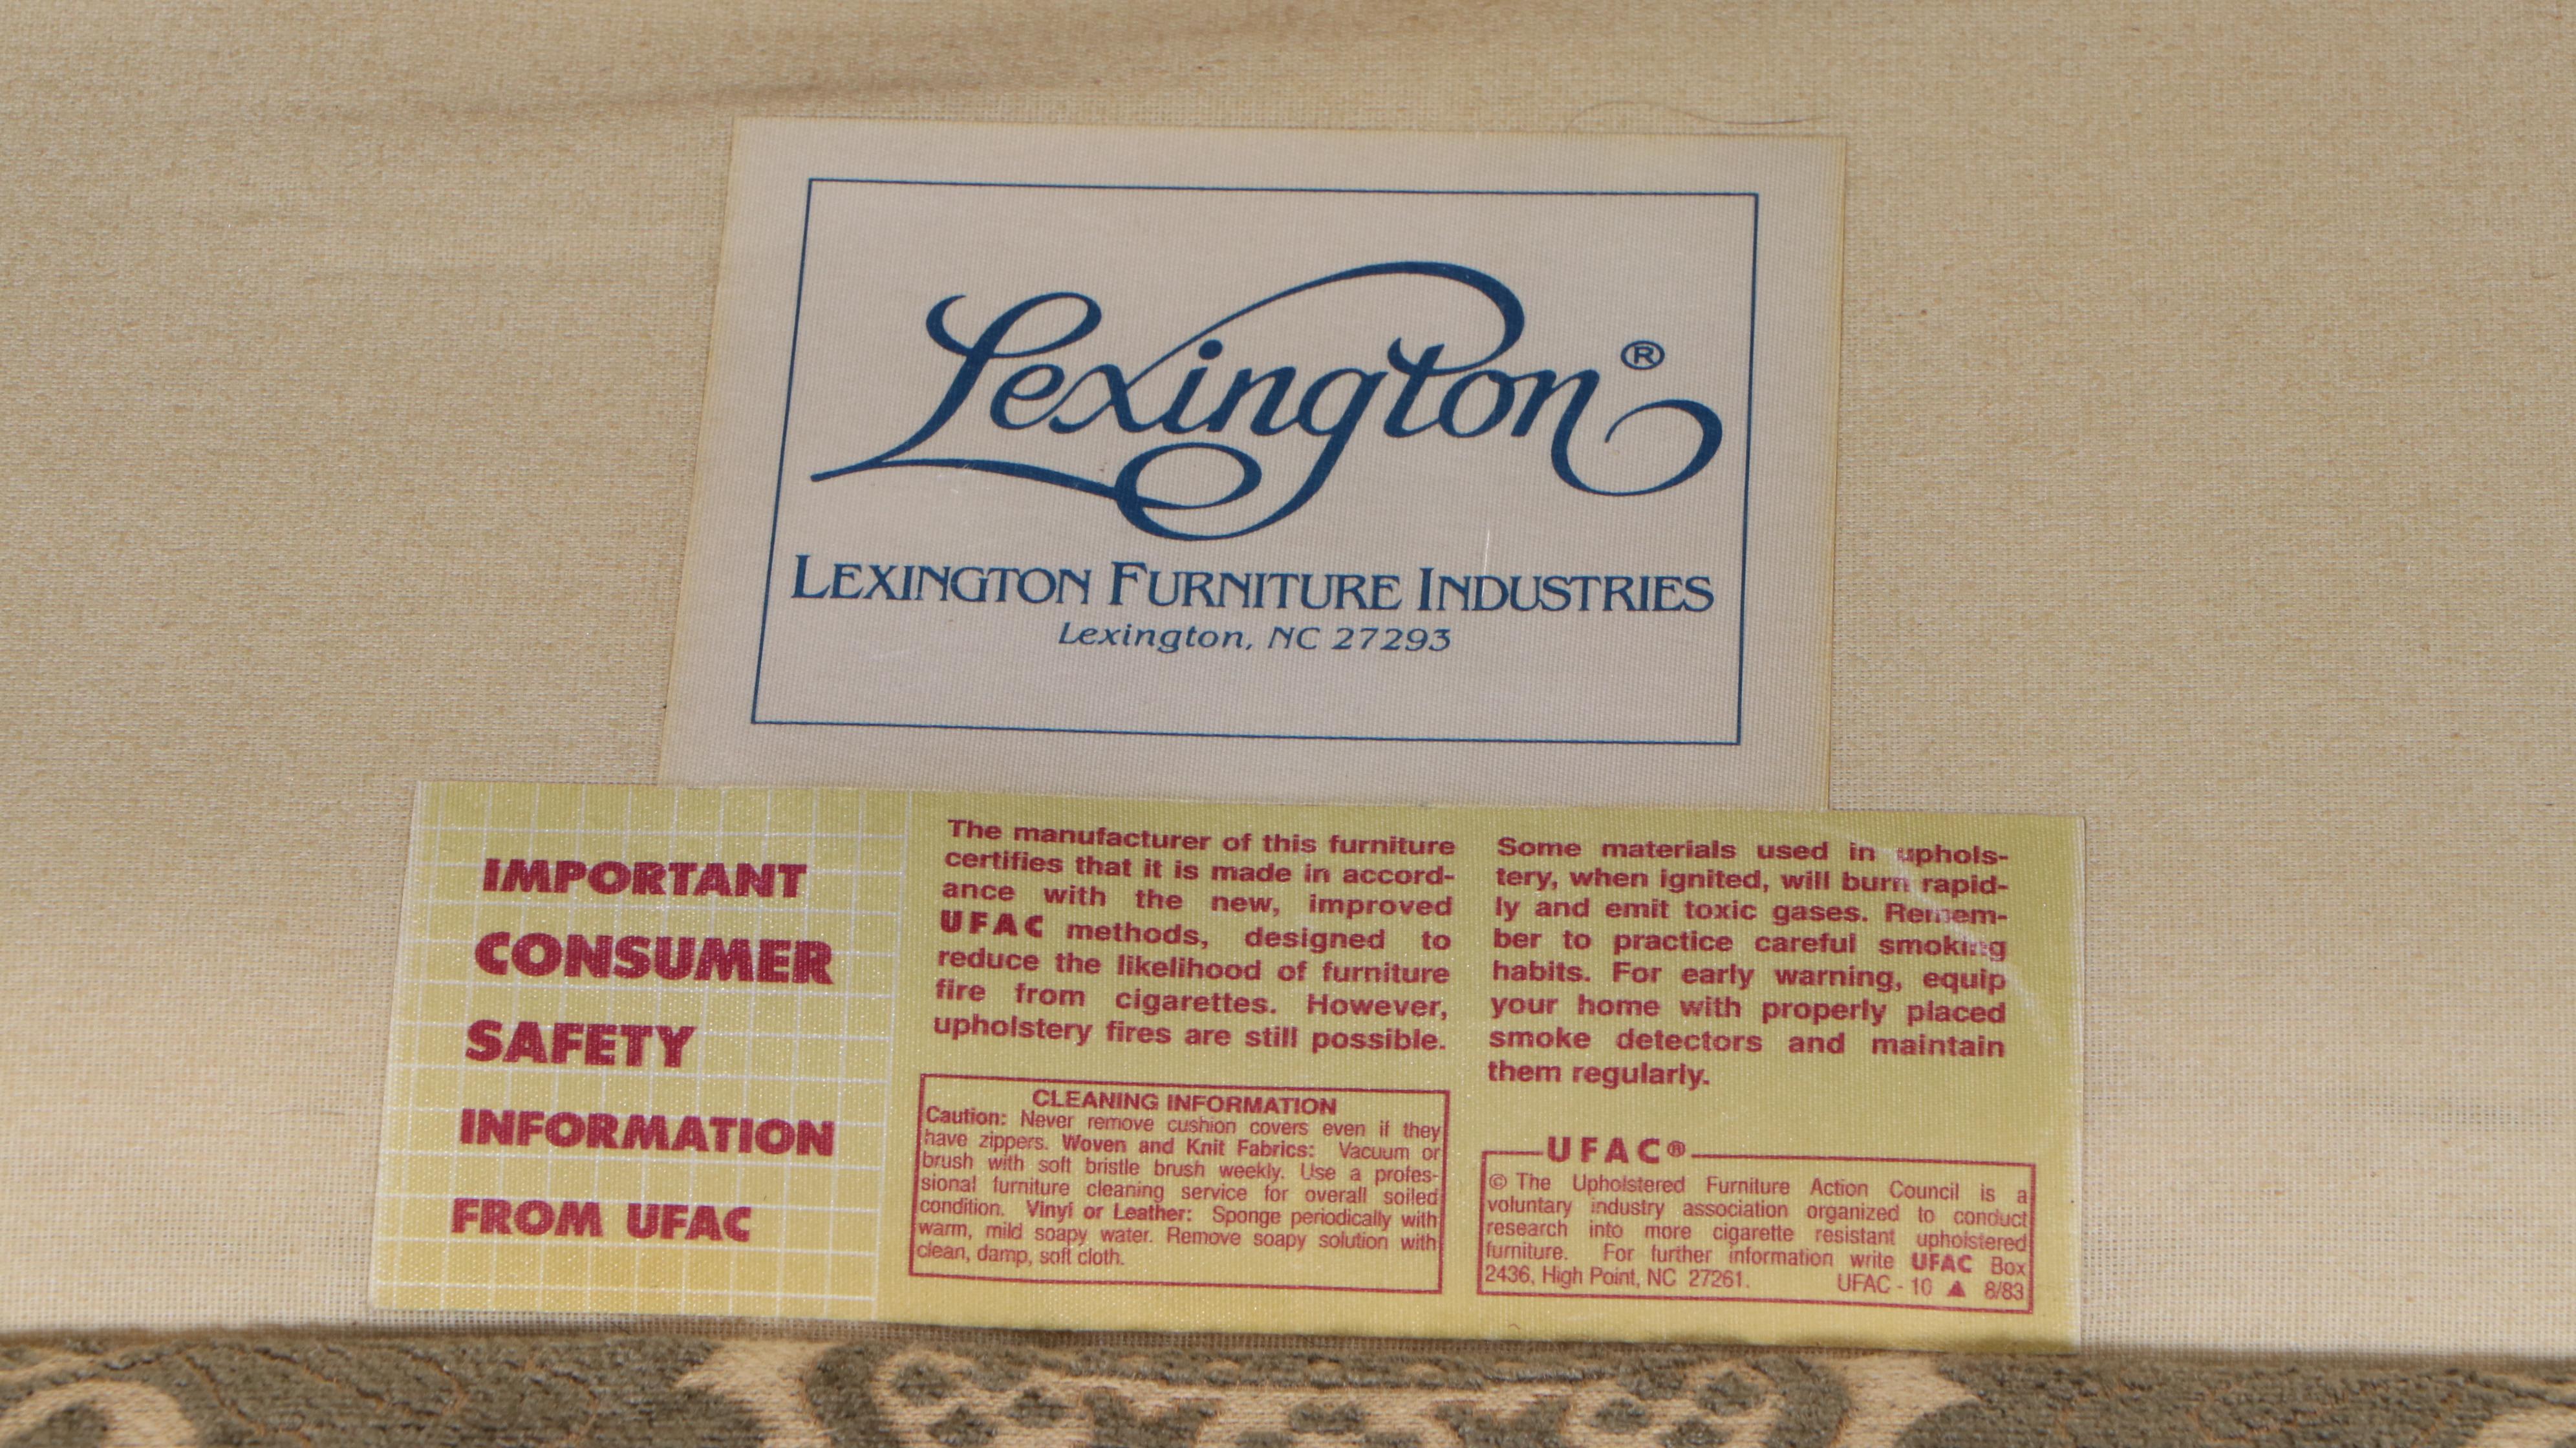 Lexington®
LEXINGTON FURNITURE INDUSTRIES
Lexington, NC 27293
IMPORTANT
CONSUMER
SAFETY
INFORMATION
FROM UFAC
The manufacturer of this furniture
certifies that it is made in accord-
ance with the new, improved
UFAC methods, designed to
reduce the likelihood of furniture
fire from cigarettes. However,
upholstery fires are still possible.
CLEANING INFORMATION
Caution: Never remove cushion covers even if they
have zippers. Woven and Knit Fabrics: Vacuum or
brush with soft bristle brush weekly. Use a profes-
sional furniture cleaning service for overall soiled
condition. Vinyl or Leather: Sponge periodically with
warm, mild soapy water. Remove soapy solution with
clean, damp, soft cloth.
Some materials used in uphols-
tery, when ignited, will burn rapid-
ly and emit toxic gases. Remem-
ber to practice careful smoking
habits. For early warning, equip
your home with properly placed
smoke detectors and maintain
them regularly.
UFAC®
© The Upholstered Furniture Action Council is a
voluntary industry association organized to conduct
research into more cigarette resistant upholstered
furniture. For further information write UFAC Box
2436, High Point, NC 27261. UFAC - 10 ▲ 8/83